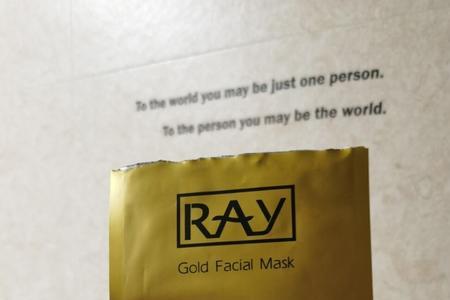 To the world you may be just one person.
To the person you may be the world.
RAY
Gold Facial Mask